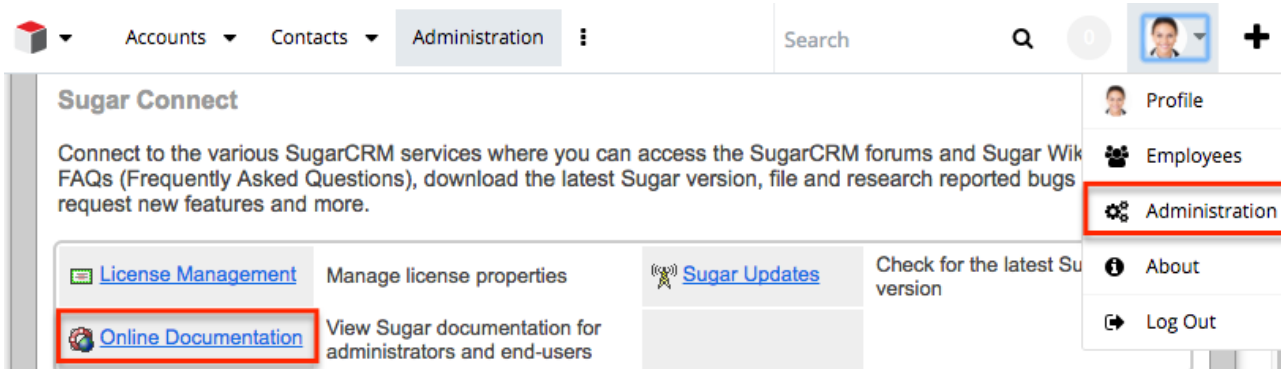 Accounts Contacts Administration Search 0
Sugar Connect
Connect to the various SugarCRM services where you can access the SugarCRM forums and Sugar Wik
FAQs (Frequently Asked Questions), download the latest Sugar version, file and research reported bugs
request new features and more.
License Management Manage license properties Sugar Updates Check for the latest Su
version
Online Documentation View Sugar documentation for
administrators and end-users
Profile
Employees
Administration
About
Log Out